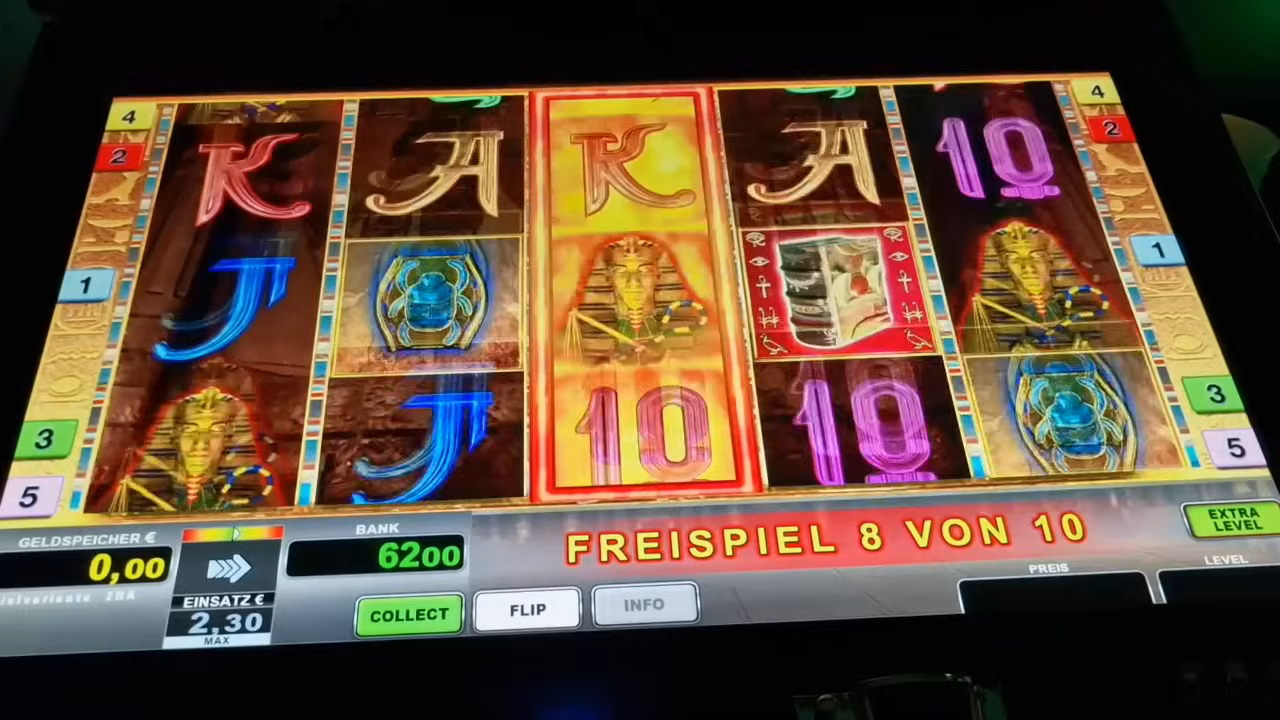 4 4
2 2
K A K A 10
1 1
J
3 3
J 10 10
5 5
EXTRA
LEVEL
GELDSPEICHER €
0,00
EINSATZ €
2,30
MAX
BANK
6200
FREISPIEL 8 VON 10
COLLECT
FLIP
INFO
PREIS
LEVEL